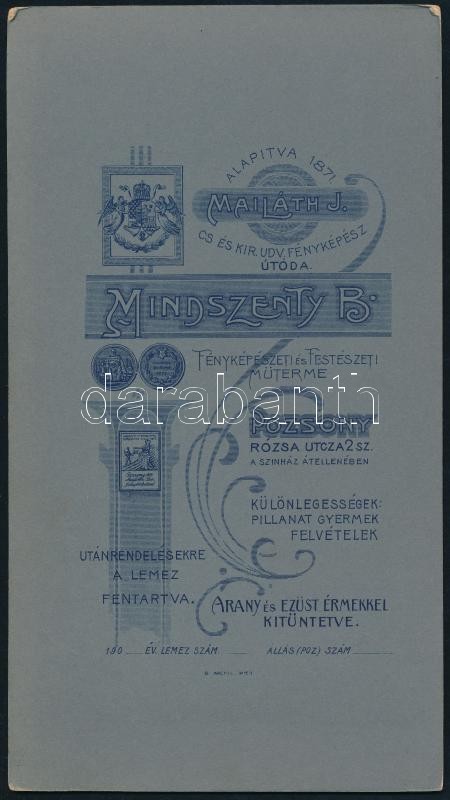 ALAPITVA 1871
MAILÁTH J.
CS ÉS KIR. UDV. FÉNYKÉPÉSZ
ÚTÓDA.
MINDSZENTY B.
FÉNYKÉPÉSZETI ÉS FESTÉSZETI
MŰTERME
darabanth
POZSONY
RÓZSA UTCZA 2 SZ.
A SZINHÁZ ÁTELLENÉBEN
KÜLÖNLEGESSÉGEK:
PILLANAT GYERMEK
FELVÉTELEK
UTÁNRENDELÉSEKRE
A LEMEZ
FENTARTVA.
ARANY ÉS EZÜST ÉRMEKKEL
KITÜNTETVE.
190 ÉV. LEMEZ SZÁM ÁLLÁS (POZ) SZÁM